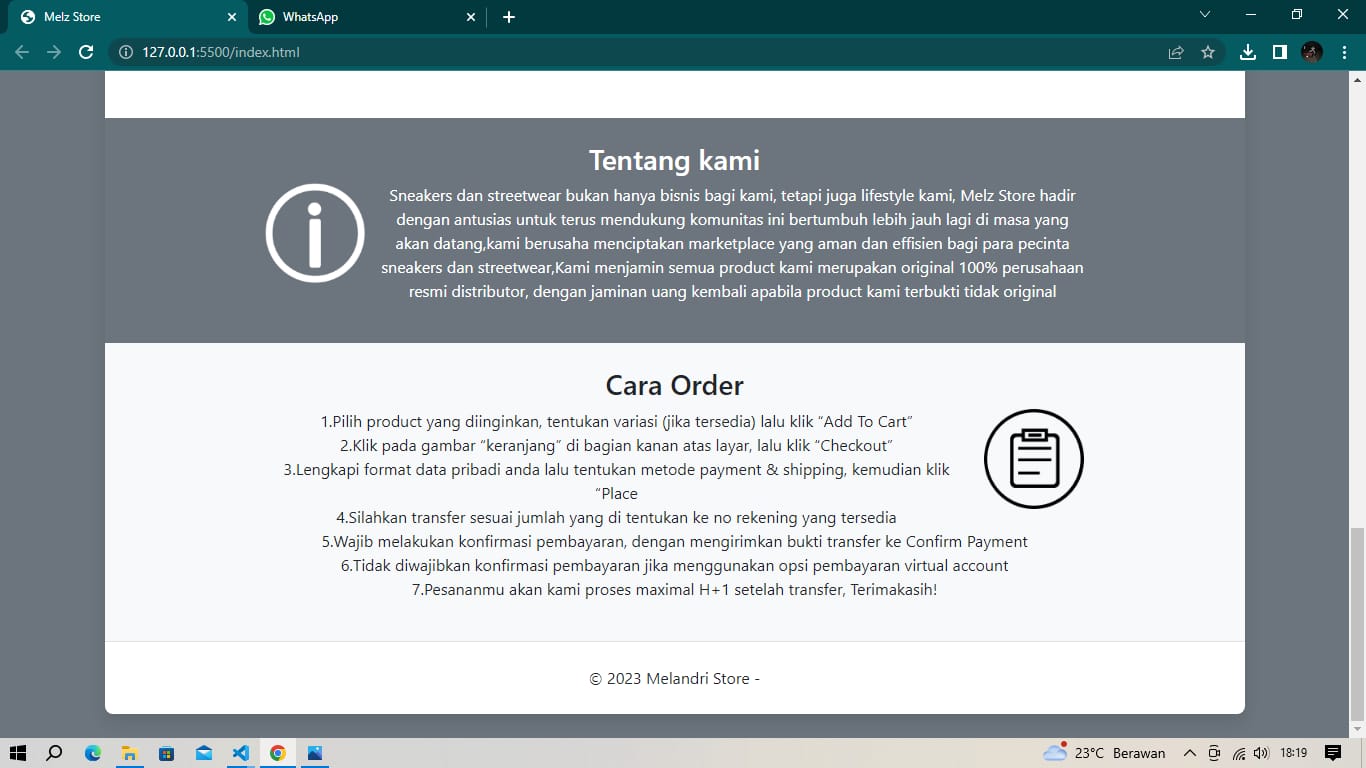 Melz Store
WhatsApp
127.0.0.1:5500/index.html
Tentang kami
Sneakers dan streetwear bukan hanya bisnis bagi kami, tetapi juga lifestyle kami, Melz Store hadir
dengan antusias untuk terus mendukung komunitas ini bertumbuh lebih jauh lagi di masa yang
akan datang,kami berusaha menciptakan marketplace yang aman dan effisien bagi para pecinta
sneakers dan streetwear,Kami menjamin semua product kami merupakan original 100% perusahaan
resmi distributor, dengan jaminan uang kembali apabila product kami terbukti tidak original
Cara Order
1.Pilih product yang diinginkan, tentukan variasi (jika tersedia) lalu klik “Add To Cart”
2.Klik pada gambar “keranjang” di bagian kanan atas layar, lalu klik “Checkout”
3.Lengkapi format data pribadi anda lalu tentukan metode payment & shipping, kemudian klik
“Place
4.Silahkan transfer sesuai jumlah yang di tentukan ke no rekening yang tersedia
5.Wajib melakukan konfirmasi pembayaran, dengan mengirimkan bukti transfer ke Confirm Payment
6.Tidak diwajibkan konfirmasi pembayaran jika menggunakan opsi pembayaran virtual account
7.Pesananmu akan kami proses maximal H+1 setelah transfer, Terimakasih!
© 2023 Melandri Store -
23°C Berawan
18:19